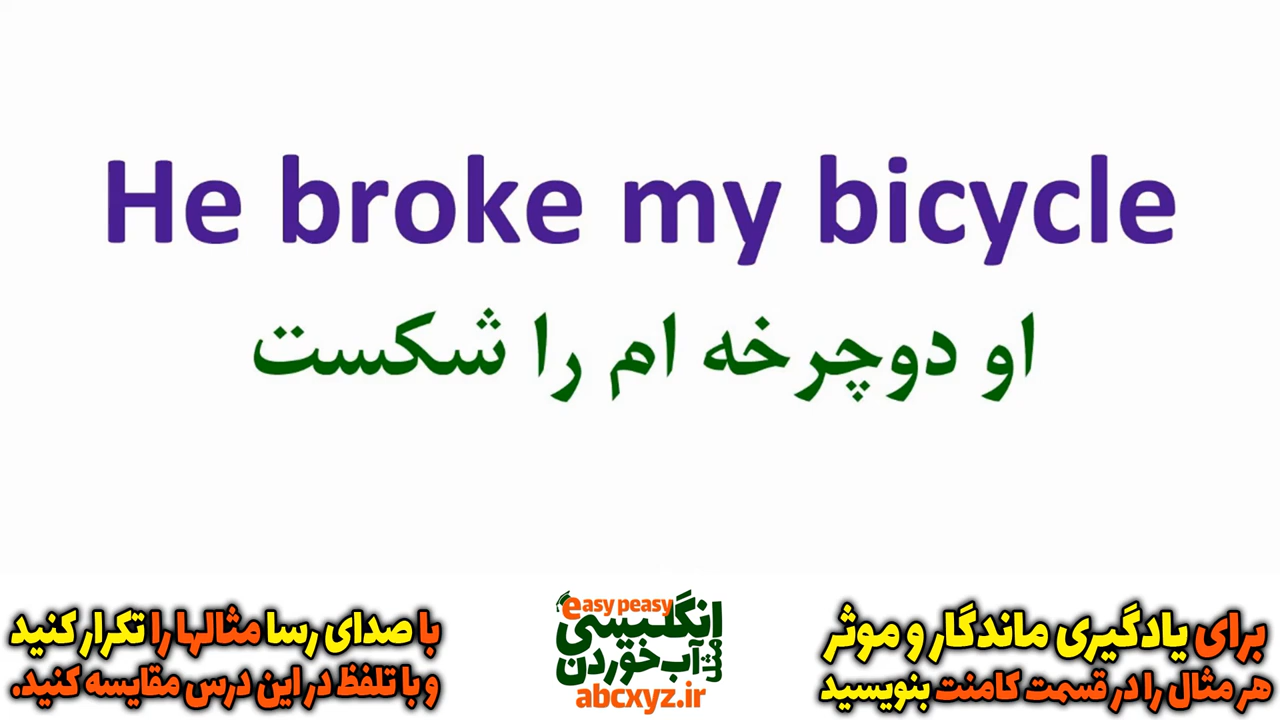 He broke my bicycle
او دوچرخه ام را شکست
برای یادگیری ماندگار و موثر
هر مثال را در قسمت کامنت بنویسید
easy peasy
انگلیسی
مثل آب خوردن
abcxyz.ir
با صدای رسا مثالها را تکرار کنید
و با تلفظ در این درس مقایسه کنید.